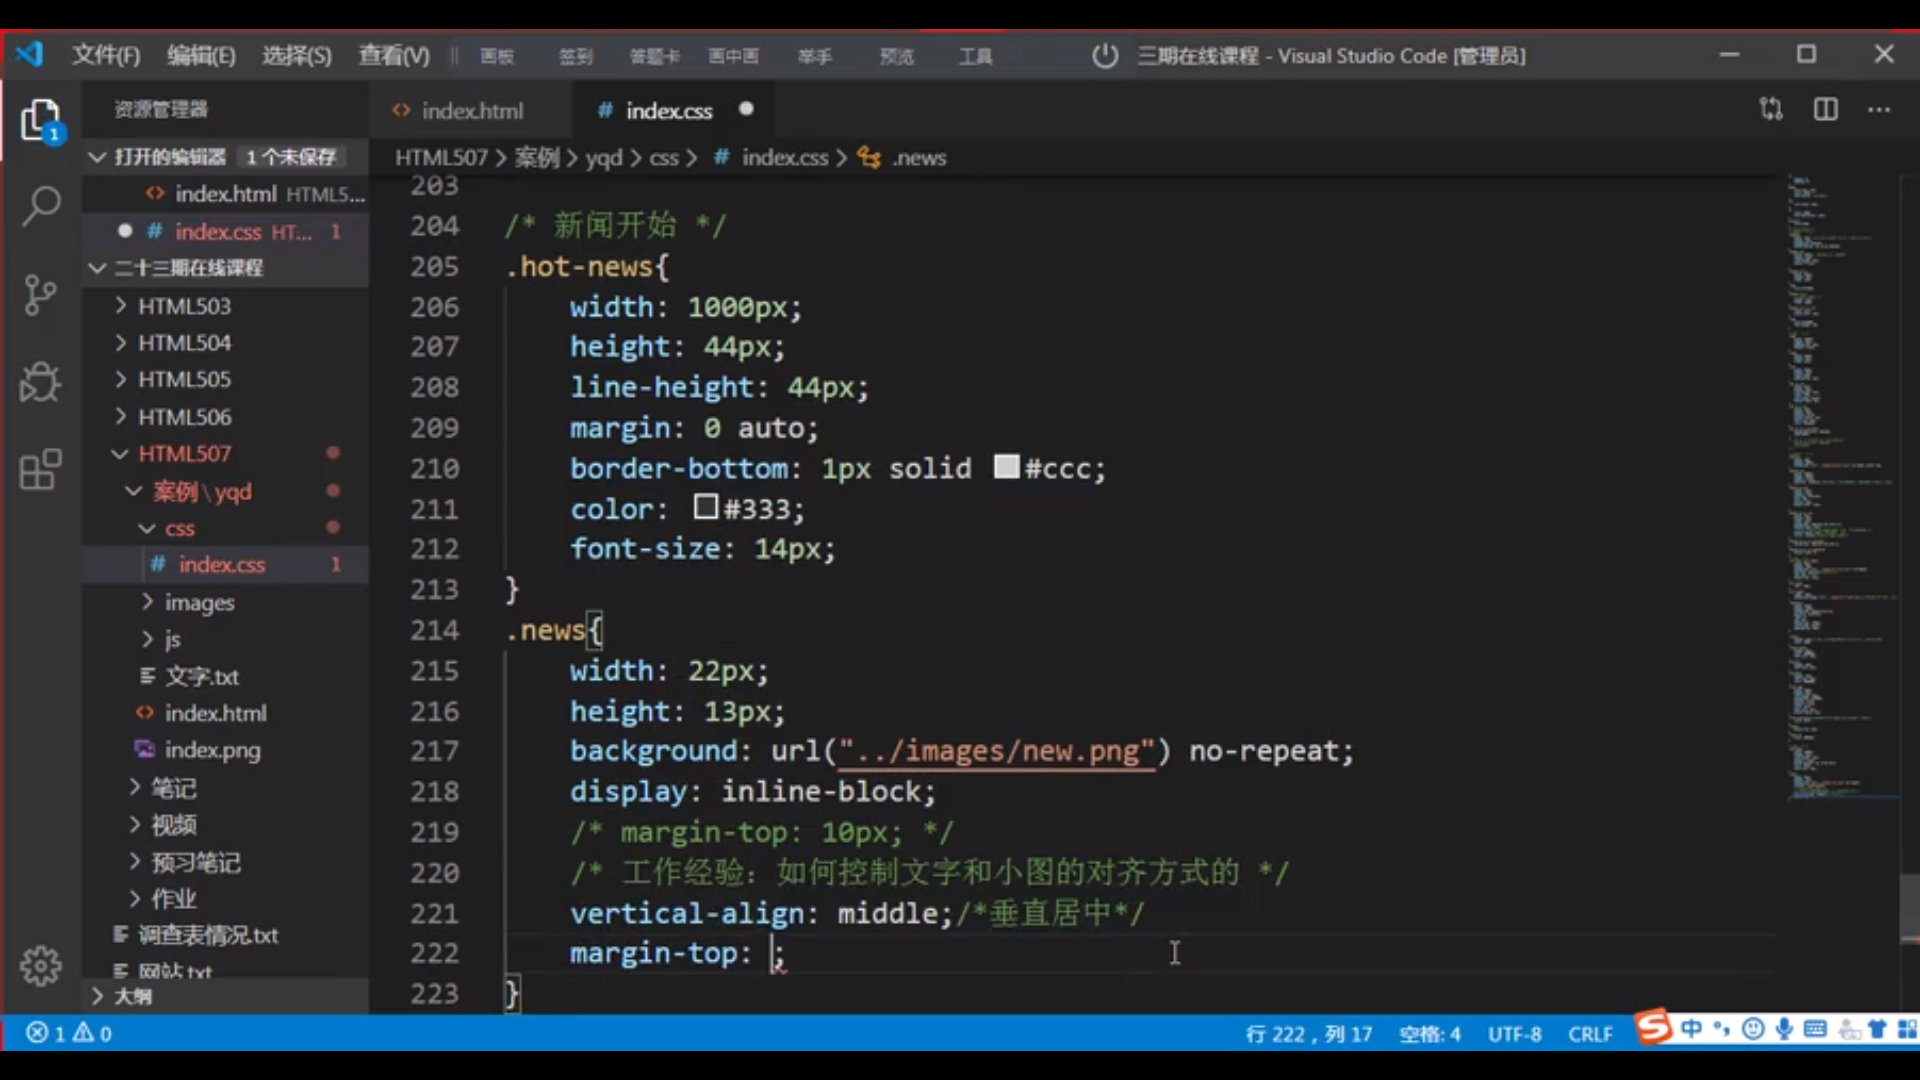 文件(F) 编辑(E) 选择(S) 查看(V) 画板 签到 答题卡 画中画 举手 预览 工具 三期在线课程 - Visual Studio Code [管理员]
资源管理器
index.html
# index.css
1
打开的编辑器 1 个未保存
HTML507 > 案例 > yqd > css > # index.css > .news
<> index.html HTML5...
# index.css HT... 1
二十三期在线课程
HTML503
HTML504
HTML505
HTML506
HTML507
案例 \ yqd
css
# index.css 1
images
js
文字.txt
<> index.html
index.png
笔记
视频
预习笔记
作业
调查表情况.txt
网站.txt
大纲
203
204 /* 新闻开始 */
205 .hot-news{
206 width: 1000px;
207 height: 44px;
208 line-height: 44px;
209 margin: 0 auto;
210 border-bottom: 1px solid #ccc;
211 color: #333;
212 font-size: 14px;
213 }
214 .news{
215 width: 22px;
216 height: 13px;
217 background: url("../images/new.png") no-repeat;
218 display: inline-block;
219 /* margin-top: 10px; */
220 /* 工作经验：如何控制文字和小图的对齐方式的 */
221 vertical-align: middle;/*垂直居中*/
222 margin-top: ;
223 }
1 0 行 222，列 17 空格: 4 UTF-8 CRLF S 中